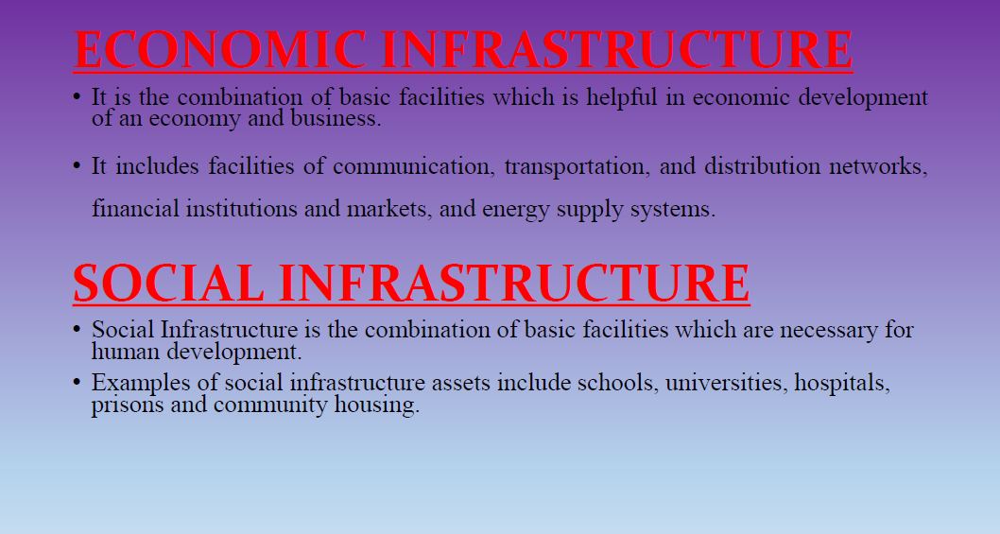 ECONOMIC INFRASTRUCTURE
• It is the combination of basic facilities which is helpful in economic development
of an economy and business.
• It includes facilities of communication, transportation, and distribution networks,
financial institutions and markets, and energy supply systems.
SOCIAL INFRASTRUCTURE
• Social Infrastructure is the combination of basic facilities which are necessary for
human development.
• Examples of social infrastructure assets include schools, universities, hospitals,
prisons and community housing.